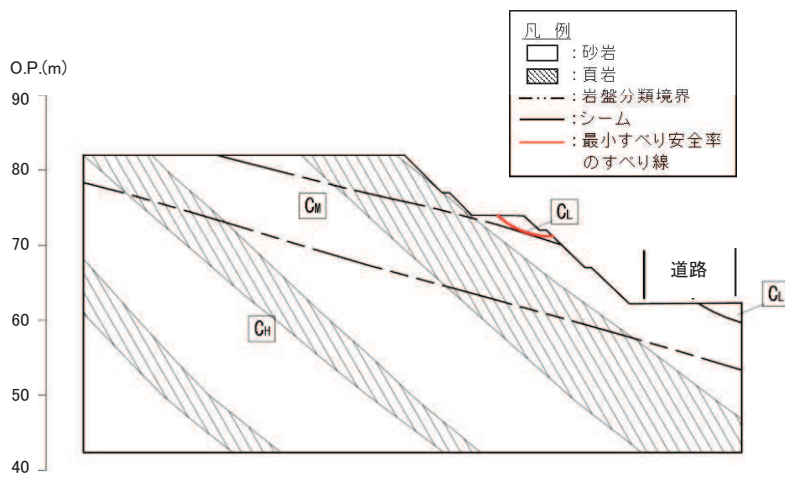 凡 例
:砂岩
:頁岩
:岩盤分類境界
:シーム
:最小すべり安全率
のすべり線
O.P.(m)
90
80
70
60
50
40
CM
CL
道路
CL
CH